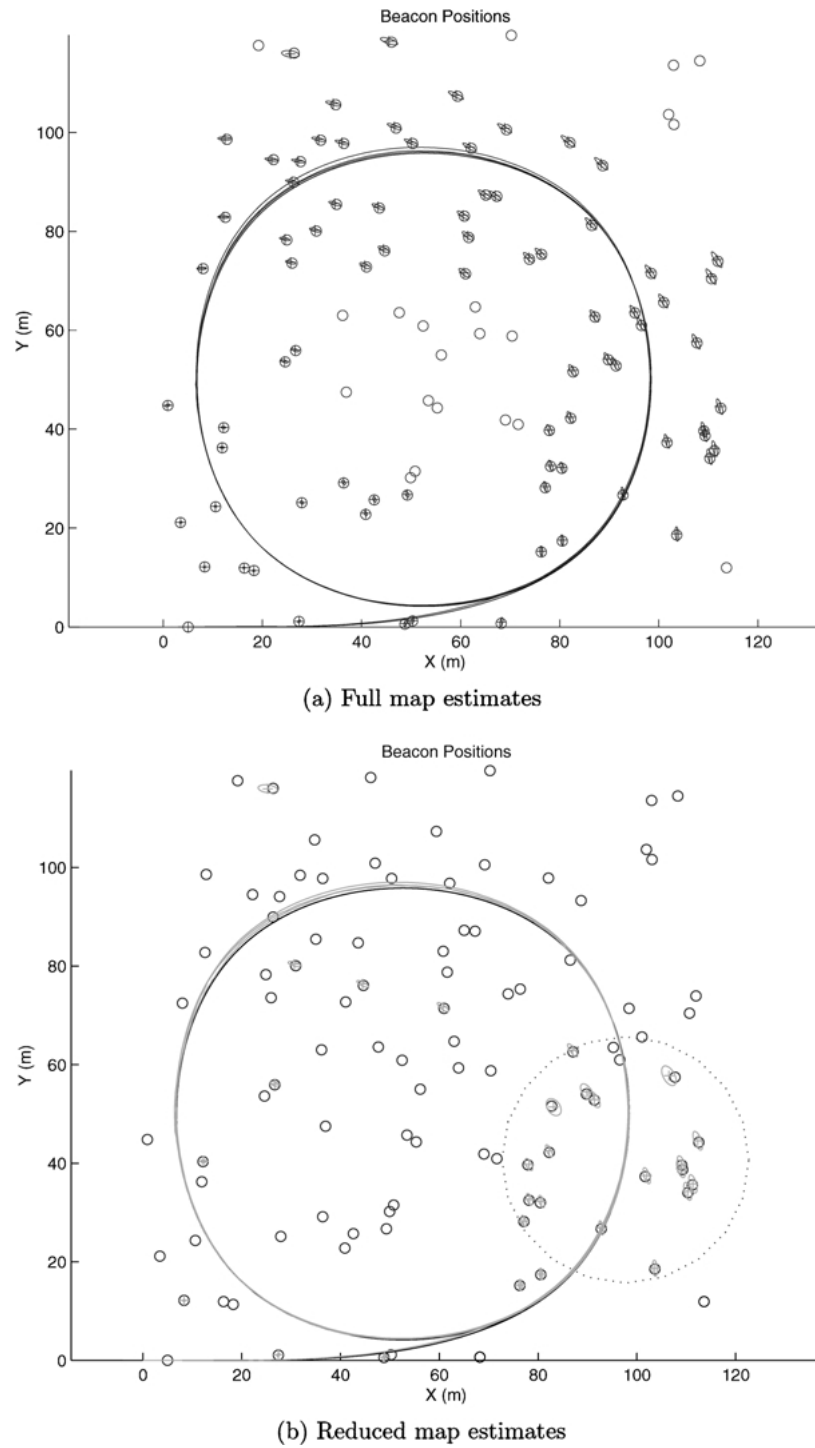 Beacon Positions
100
80
60
40
20
0
Y (m)
0 20 40 60 80 100 120
X (m)
(a) Full map estimates
Beacon Positions
100
80
60
40
20
0
Y (m)
0 20 40 60 80 100 120
X (m)
(b) Reduced map estimates